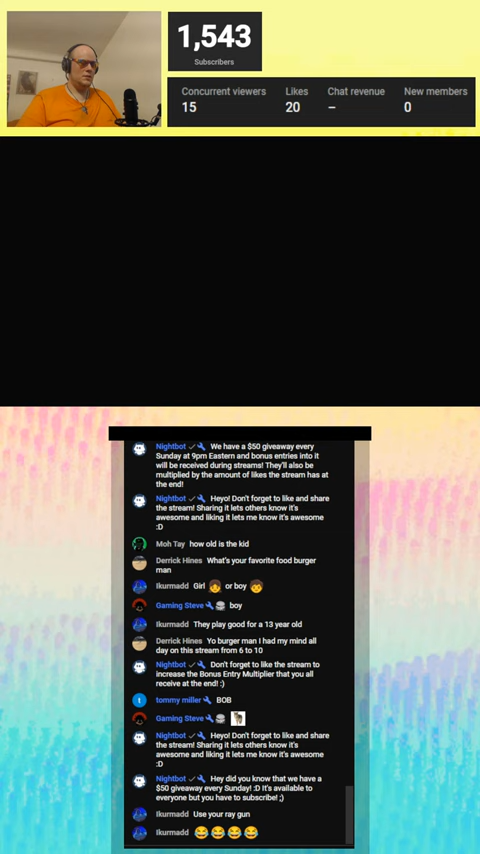 1,543
Subscribers
Concurrent viewers Likes Chat revenue New members
15 20 – 0
Nightbot We have a $50 giveaway every
Sunday at 9pm Eastern and bonus entries into it
will be received during streams! They'll also be
multiplied by the amount of likes the stream has at
the end!
Nightbot Heyo! Don't forget to like and share
the stream! Sharing it lets others know it's
awesome and liking it lets me know it's awesome
:D
Moh Tay how old is the kid
Derrick Hines What's your favorite food burger
man
Ikurmadd Girl 👧 or boy 🧒
Gaming Steve boy
Ikurmadd They play good for a 13 year old
Derrick Hines Yo burger man I had my mind all
day on this stream from 6 to 10
Nightbot Don't forget to like the stream to
increase the Bonus Entry Multiplier that you all
receive at the end! :)
t tommy miller BOB
Gaming Steve
Nightbot Heyo! Don't forget to like and share
the stream! Sharing it lets others know it's
awesome and liking it lets me know it's awesome
:D
Nightbot Hey did you know that we have a
$50 giveaway every Sunday! :D It's available to
everyone but you have to subscribe! ;)
Ikurmadd Use your ray gun
Ikurmadd 😂😂😂😂